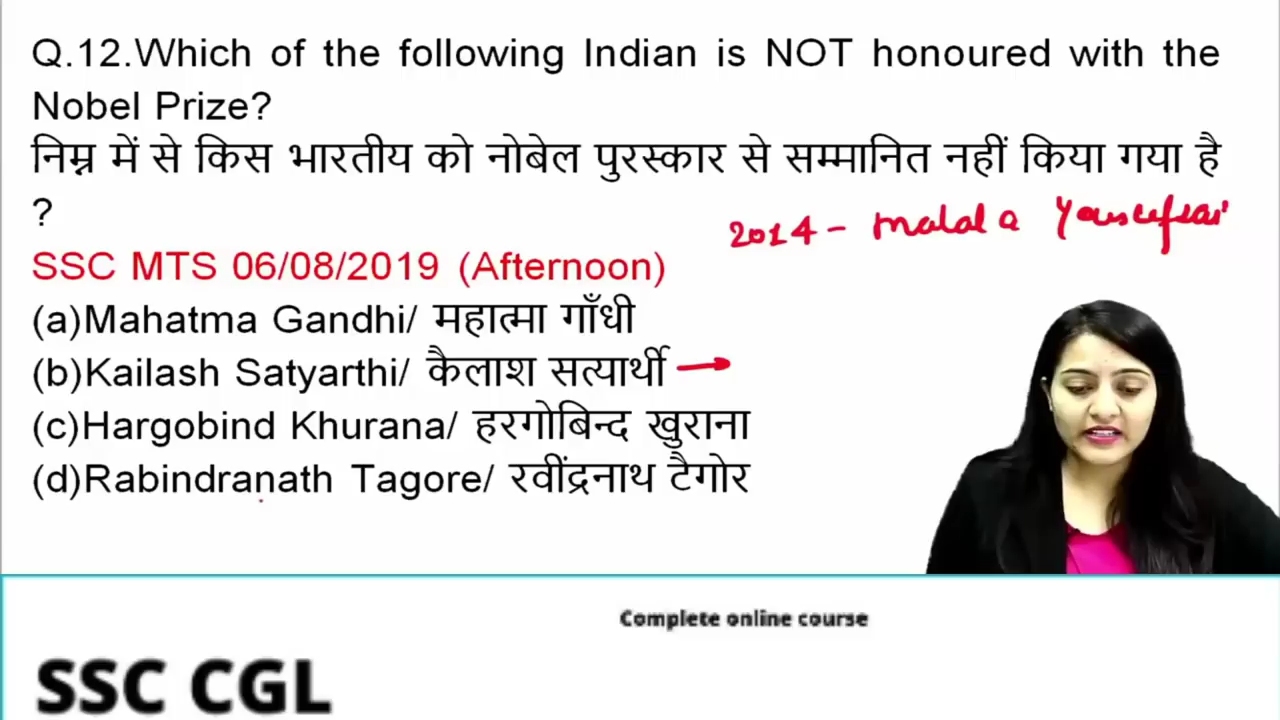 Q.12.Which of the following Indian is NOT honoured with the
Nobel Prize?
निम्न में से किस भारतीय को नोबेल पुरस्कार से सम्मानित नहीं किया गया है
?
2014 - Malala Yousufzai
SSC MTS 06/08/2019 (Afternoon)
(a)Mahatma Gandhi/ महात्मा गाँधी
(b)Kailash Satyarthi/ कैलाश सत्यार्थी →
(c)Hargobind Khurana/ हरगोबिन्द खुराना
(d)Rabindranath Tagore/ रवींद्रनाथ टैगोर
Complete online course
SSC CGL